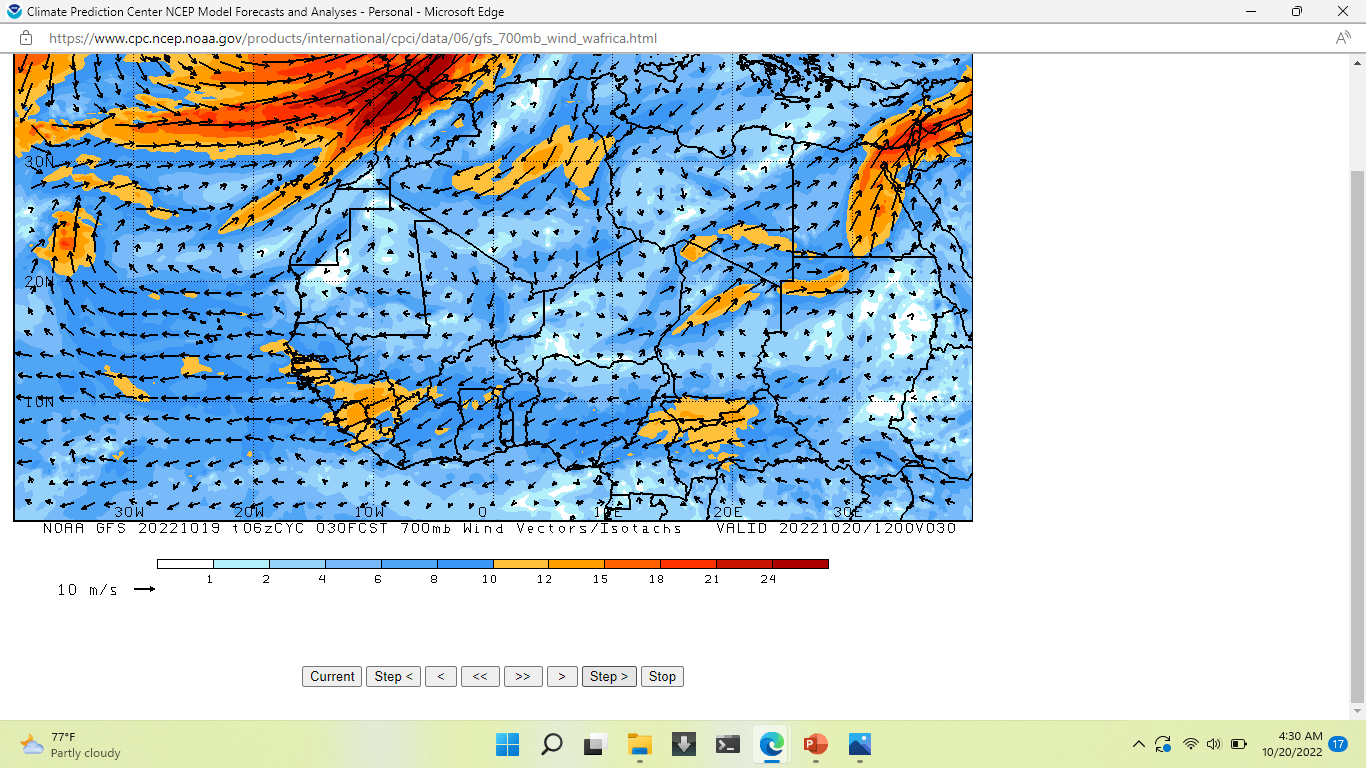 Climate Prediction Center NCEP Model Forecasts and Analyses - Personal - Microsoft Edge
https://www.cpc.ncep.noaa.gov/products/international/cpci/data/06/gfs_700mb_wind_wafrica.html
30N
20N
10N
30W 20W 10W 0 10E 20E 30E
NOAA GFS 20221019 t06zCYC 030FCST 700mb Wind Vectors/Isotachs VALID 20221020/1200V030
1 2 4 6 8 10 12 15 18 21 24
10 m/s
Current Step < < << >> > Step > Stop
77°F
Partly cloudy
4:30 AM
10/20/2022
17